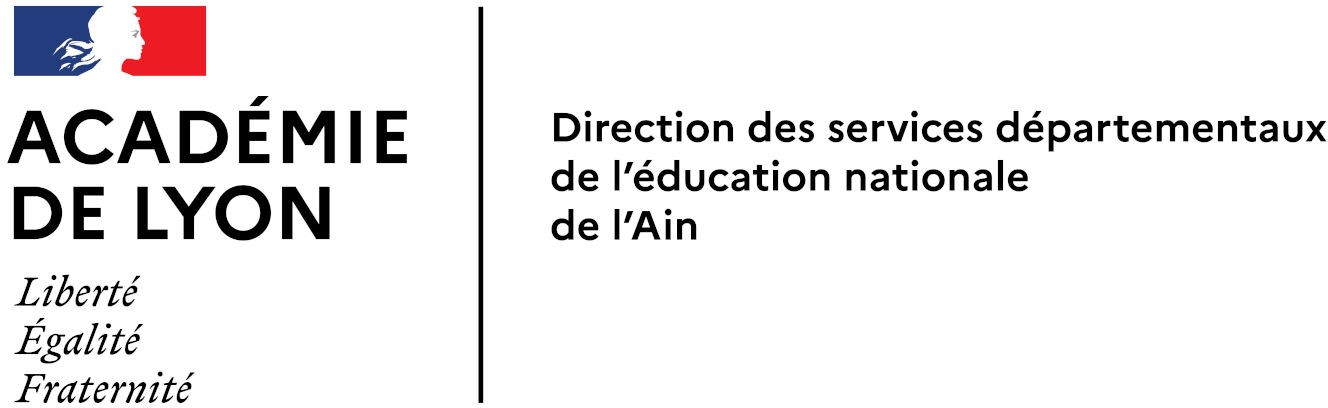 ACADÉMIE
DE LYON
Liberté
Égalité
Fraternité
Direction des services départementaux
de l’éducation nationale
de l’Ain